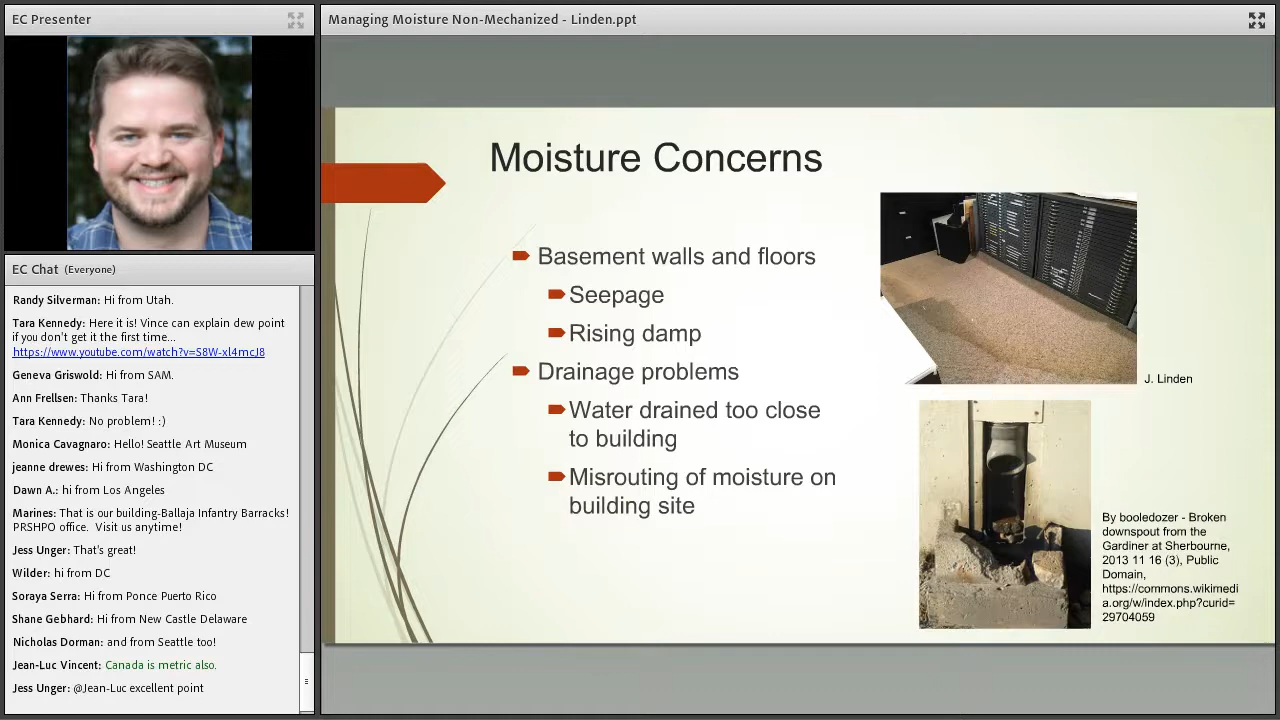 EC Presenter
EC Chat (Everyone)
Randy Silverman: Hi from Utah.
Tara Kennedy: Here it is! Vince can explain dew point
if you don't get it the first time...
https://www.youtube.com/watch?v=S8W-xl4mcJ8
Geneva Griswold: Hi from SAM.
Ann Frellsen: Thanks Tara!
Tara Kennedy: No problem! :)
Monica Cavagnaro: Hello! Seattle Art Museum
jeanne drewes: Hi from Washington DC
Dawn A.: hi from Los Angeles
Marines: That is our building-Ballaja Infantry Barracks!
PRSHPO office. Visit us anytime!
Jess Unger: That's great!
Wilder: hi from DC
Soraya Serra: Hi from Ponce Puerto Rico
Shane Gebhard: Hi from New Castle Delaware
Nicholas Dorman: and from Seattle too!
Jean-Luc Vincent: Canada is metric also.
Jess Unger: @Jean-Luc excellent point
Managing Moisture Non-Mechanized - Linden.ppt
Moisture Concerns
Basement walls and floors
Seepage
Rising damp
Drainage problems
Water drained too close
to building
Misrouting of moisture on
building site
J. Linden
By booledozer - Broken
downspout from the
Gardiner at Sherbourne,
2013 11 16 (3), Public
Domain,
https://commons.wikimedi
a.org/w/index.php?curid=
29704059